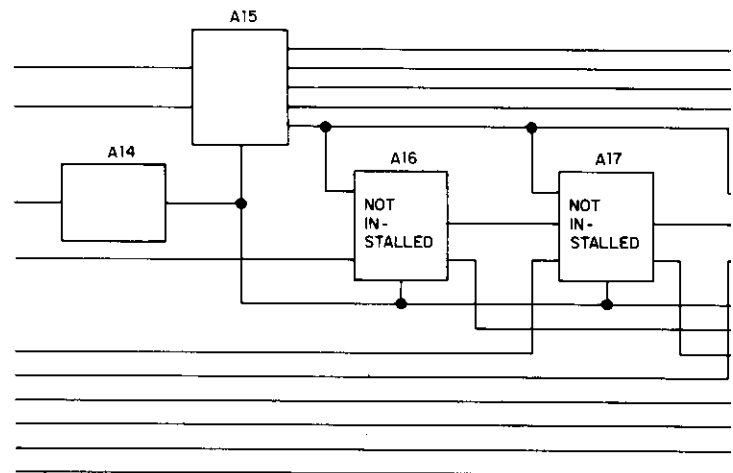 A15
A14
A16
A17
NOT
IN-
STALLED
NOT
IN-
STALLED